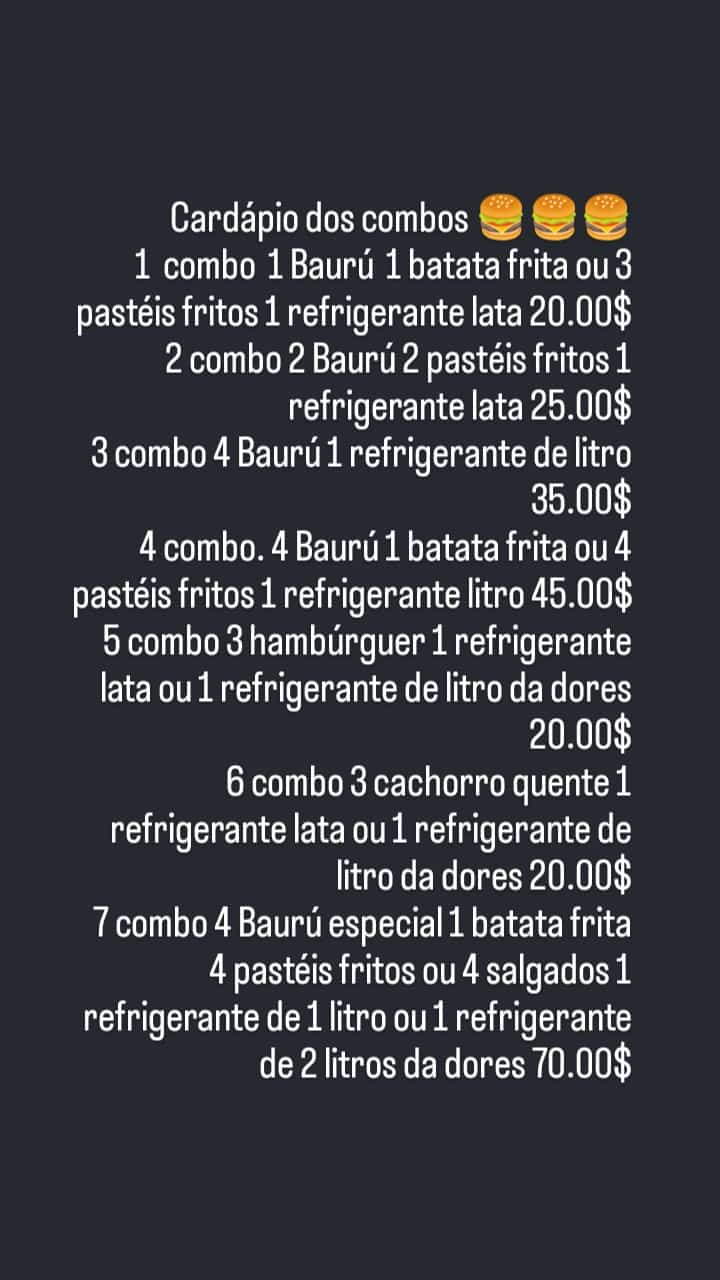 Cardápio dos combos 🍔🍔🍔
1 combo 1 Baurú 1 batata frita ou 3
pastéis fritos 1 refrigerante lata 20.00$
2 combo 2 Baurú 2 pastéis fritos 1
refrigerante lata 25.00$
3 combo 4 Baurú 1 refrigerante de litro
35.00$
4 combo. 4 Baurú 1 batata frita ou 4
pastéis fritos 1 refrigerante litro 45.00$
5 combo 3 hambúrguer 1 refrigerante
lata ou 1 refrigerante de litro da dores
20.00$
6 combo 3 cachorro quente 1
refrigerante lata ou 1 refrigerante de
litro da dores 20.00$
7 combo 4 Baurú especial 1 batata frita
4 pastéis fritos ou 4 salgados 1
refrigerante de 1 litro ou 1 refrigerante
de 2 litros da dores 70.00$